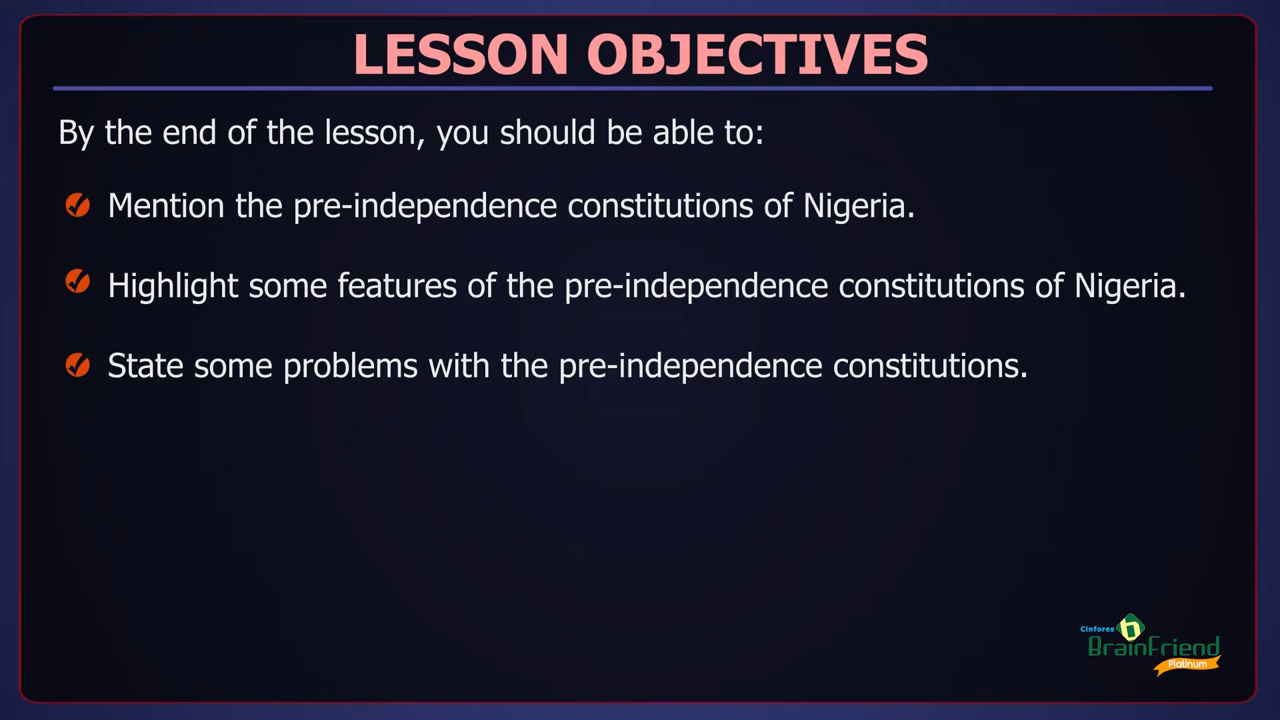 LESSON OBJECTIVES
By the end of the lesson, you should be able to:
Mention the pre-independence constitutions of Nigeria.
Highlight some features of the pre-independence constitutions of Nigeria.
State some problems with the pre-independence constitutions.
Cinfores
BrainFriend
Platinum